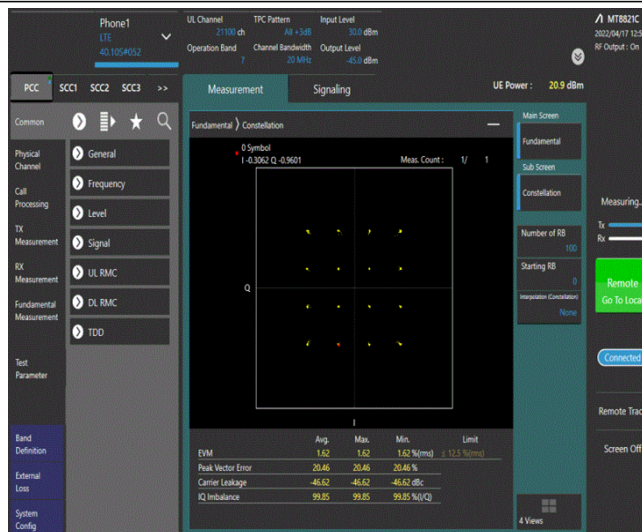 Phone1
LTE
40.10S#052
UL Channel TPC Pattern Input Level
21100 ch All +3dB 30.0 dBm
Operation Band Channel Bandwidth Output Level
7 20 MHz -45.0 dBm
MT8821C
2022/04/17 12:5
RF Output : On
PCC SCC1 SCC2 SCC3 >>
Measurement Signaling
UE Power : 20.9 dBm
Common
Physical
Channel
Call
Processing
TX
Measurement
RX
Measurement
Fundamental
Measurement
Test
Parameter
Band
Definition
External
Loss
System
Config
General
Frequency
Level
Signal
UL RMC
DL RMC
TDD
Fundamental Constellation
0 Symbol
I -0.3062 Q -0.9601 Meas. Count : 1/ 1
Q
I
Avg. Max. Min. Limit
EVM 1.62 1.62 1.62 %(rms) ≤ 12.5 %(rms)
Peak Vector Error 20.46 20.46 20.46 %
Carrier Leakage -46.62 -46.62 -46.62 dBc
IQ Imbalance 99.85 99.85 99.85 %(I/Q)
Main Screen
Fundamental
Sub Screen
Constellation
Number of RB
100
Starting RB
0
Interpolation (Constellation)
None
4 Views
Measuring..
Tx
Rx
Remote
Go To Loca
Connected
Remote Trac
Screen Off